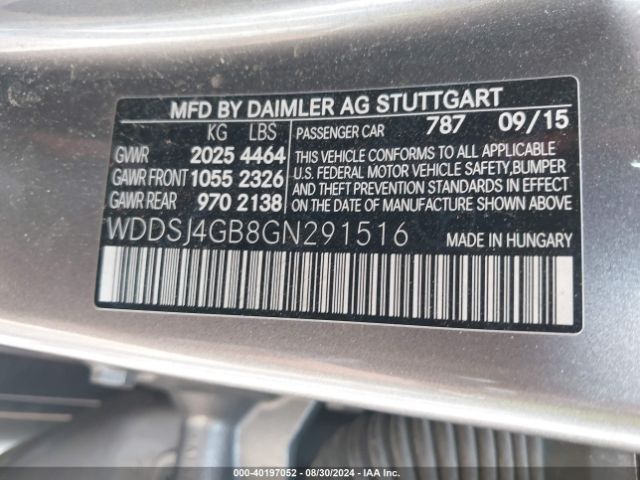 MFD BY DAIMLER AG STUTTGART
KG LBS
GVWR 2025 4464
GAWR FRONT 1055 2326
GAWR REAR 970 2138
PASSENGER CAR 787 09/15
THIS VEHICLE CONFORMS TO ALL APPLICABLE
U.S. FEDERAL MOTOR VEHICLE SAFETY,BUMPER
AND THEFT PREVENTION STANDARDS IN EFFECT
ON THE DATE OF MANUFACTURE SHOWN ABOVE
WDDSJ4GB8GN291516
MADE IN HUNGARY
000-40197052 - 08/30/2024 - IAA Inc.